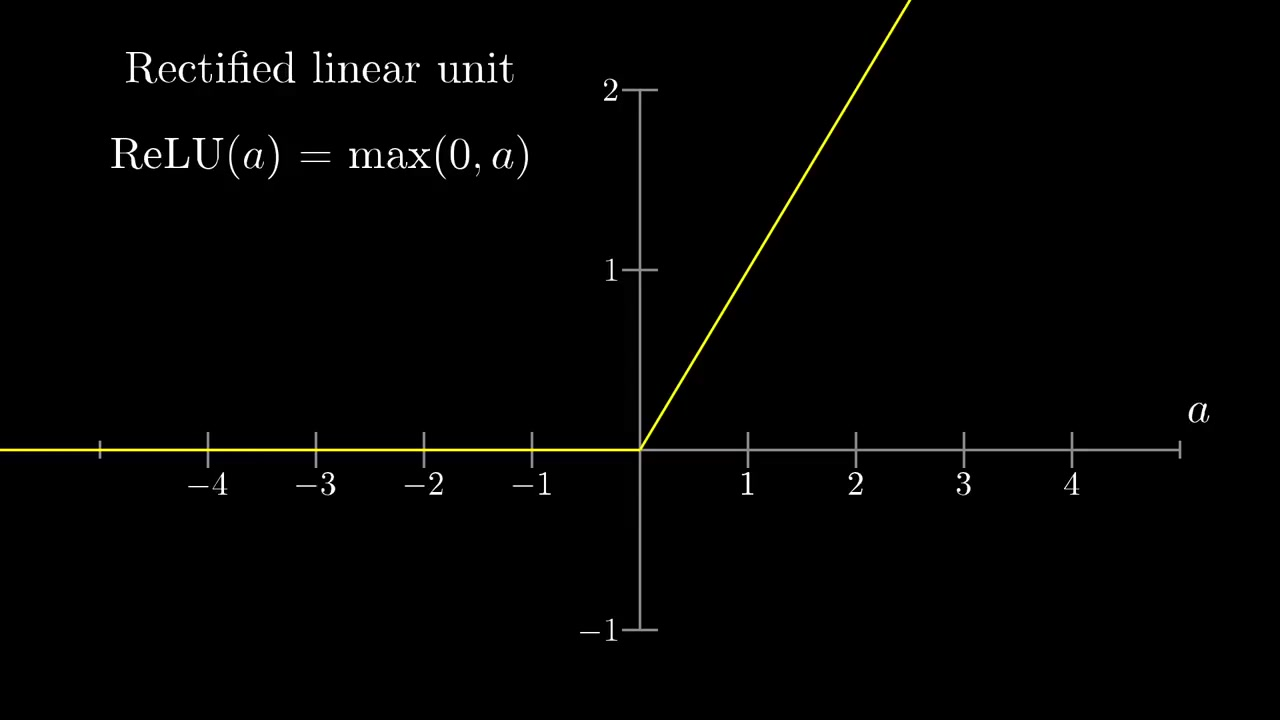 Rectified linear unit
ReLU(a) = max(0, a)
2
1
a
−4 −3 −2 −1 1 2 3 4
−1